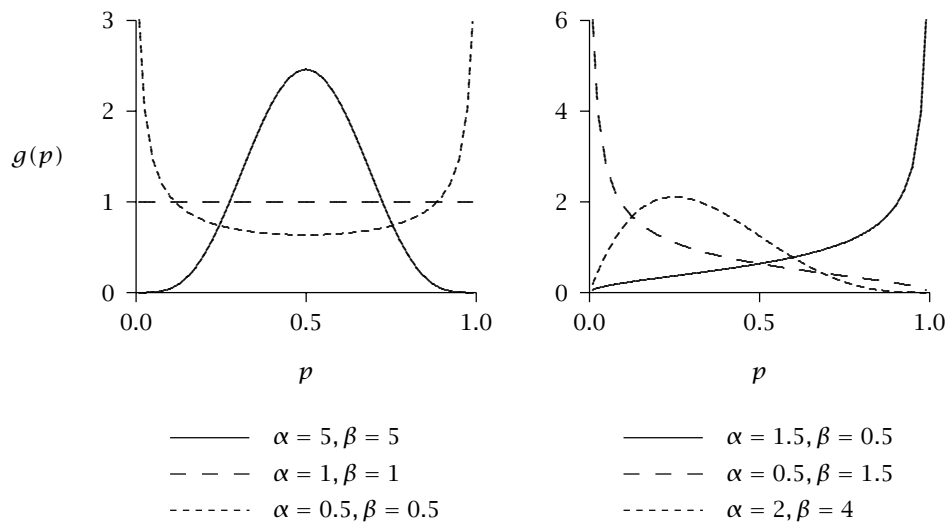 3
2
1
0
g(p)
0.0 0.5 1.0
p
α = 5, β = 5
α = 1, β = 1
α = 0.5, β = 0.5
6
4
2
0
0.0 0.5 1.0
p
α = 1.5, β = 0.5
α = 0.5, β = 1.5
α = 2, β = 4